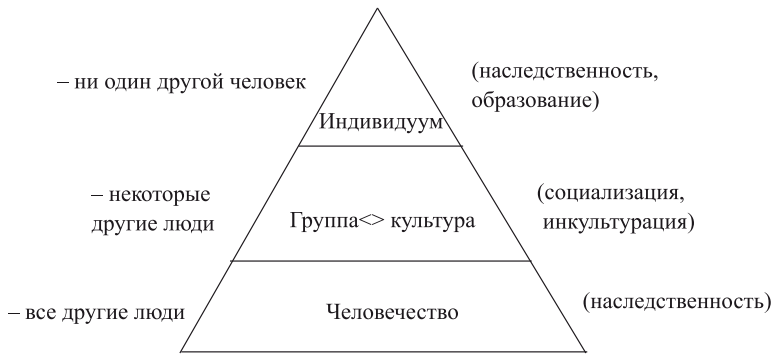 – ни один другой человек
(наследственность,
образование)
Индивидуум
– некоторые
другие люди
Группа<> культура
(социализация,
инкультурация)
– все другие люди
Человечество
(наследственность)